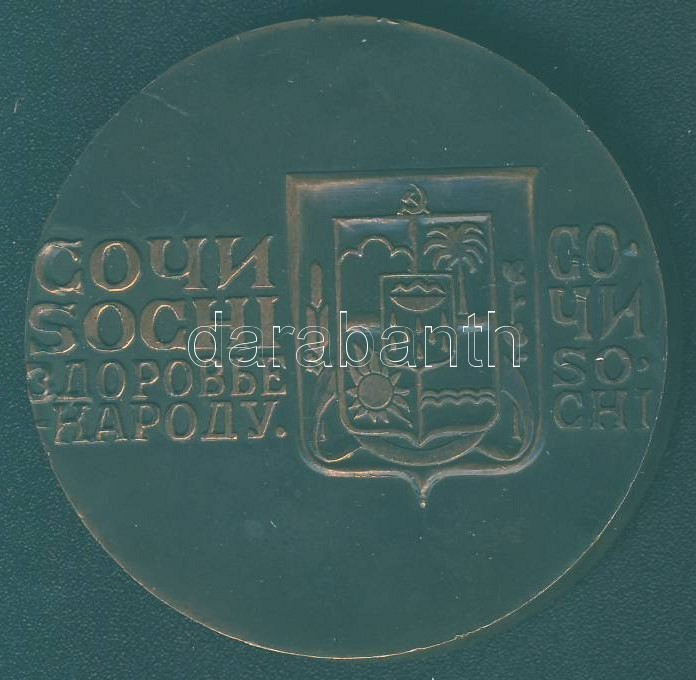 СОЧИ
SOCHI
ЗДОРОВЬЕ
-НАРОДУ.
СО·
ЧИ
SO·
CHI
darabanth